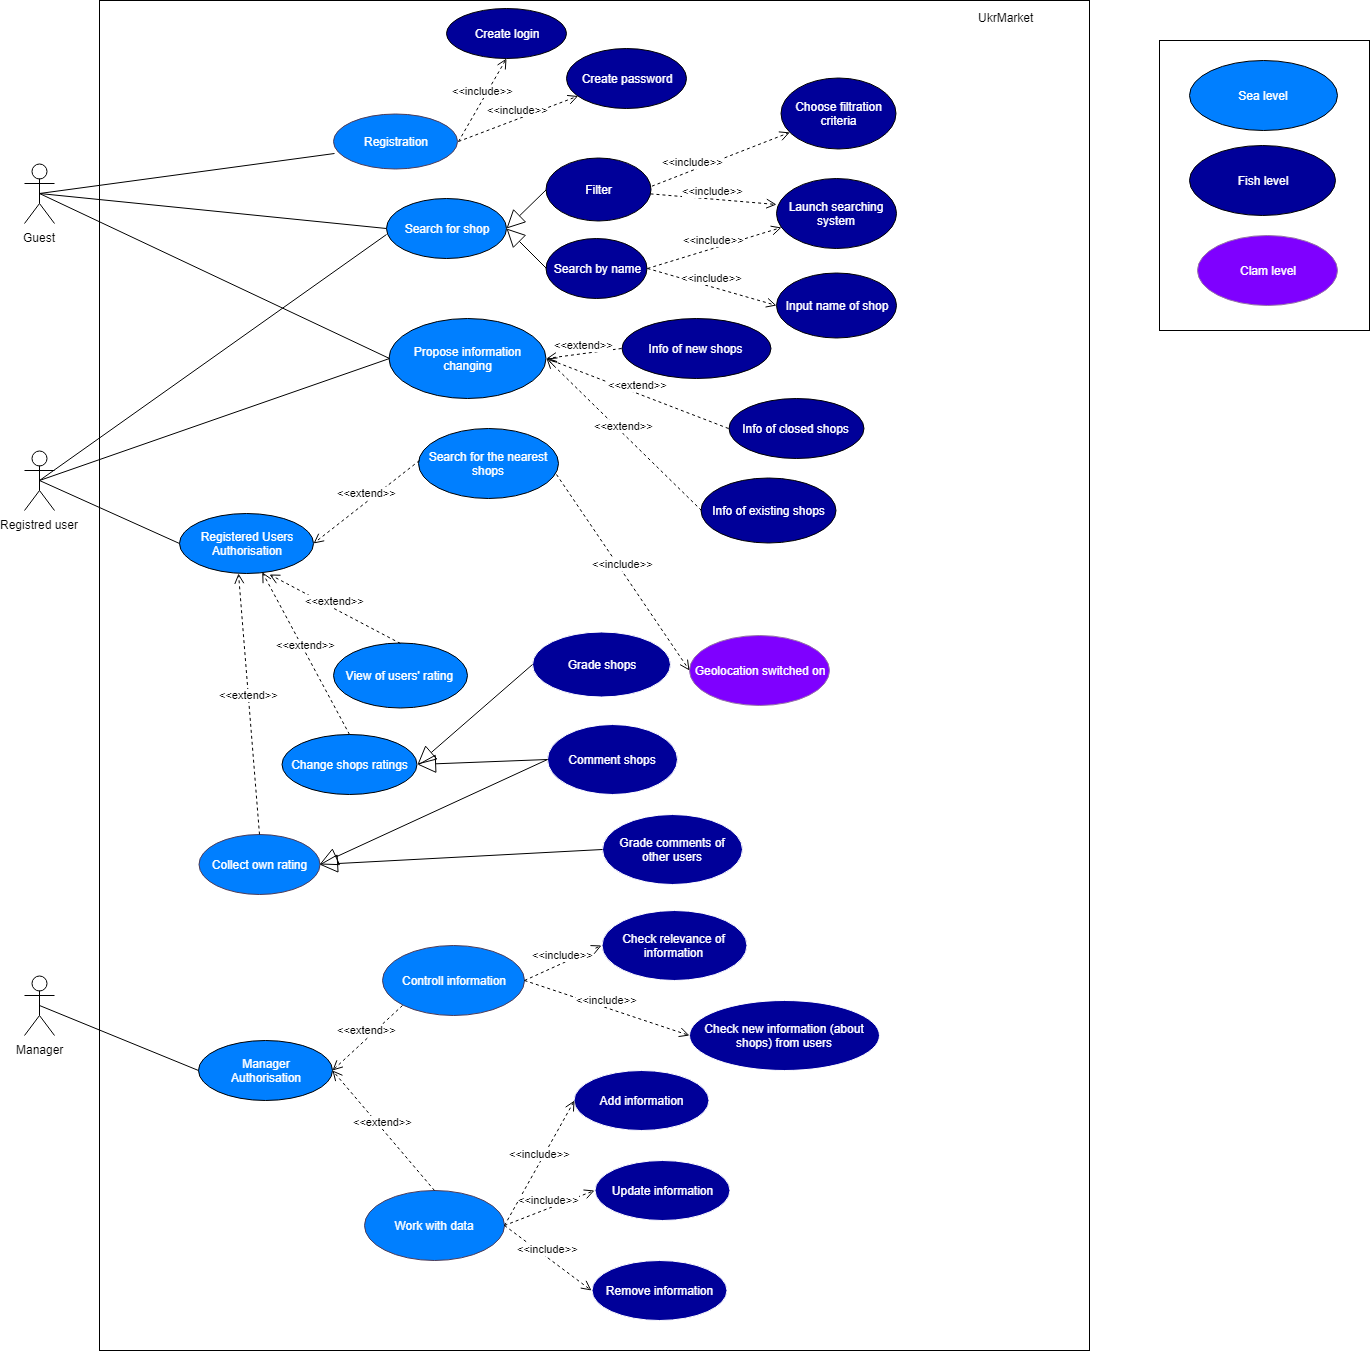 UkrMarket
Create login
Create password
<<include>>
<<include>>
Registration
Choose filtration
criteria
<<include>>
Filter
<<include>>
Launch searching
system
Guest
Search for shop
<<include>>
Search by name
<<include>>
Input name of shop
Propose information
changing
<<extend>>
Info of new shops
<<extend>>
Info of closed shops
<<extend>>
Search for the nearest
shops
<<extend>>
Info of existing shops
Registred user
Registered Users
Authorisation
<<include>>
<<extend>>
<<extend>>
<<extend>>
View of users' rating
Grade shops
Geolocation switched on
Change shops ratings
Comment shops
Collect own rating
Grade comments of
other users
Check relevance of
information
<<include>>
Controll information
<<include>>
Check new information (about
shops) from users
<<extend>>
Manager
Manager
Authorisation
Add information
<<extend>>
<<include>>
Update information
<<include>>
Work with data
<<include>>
Remove information
Sea level
Fish level
Clam level